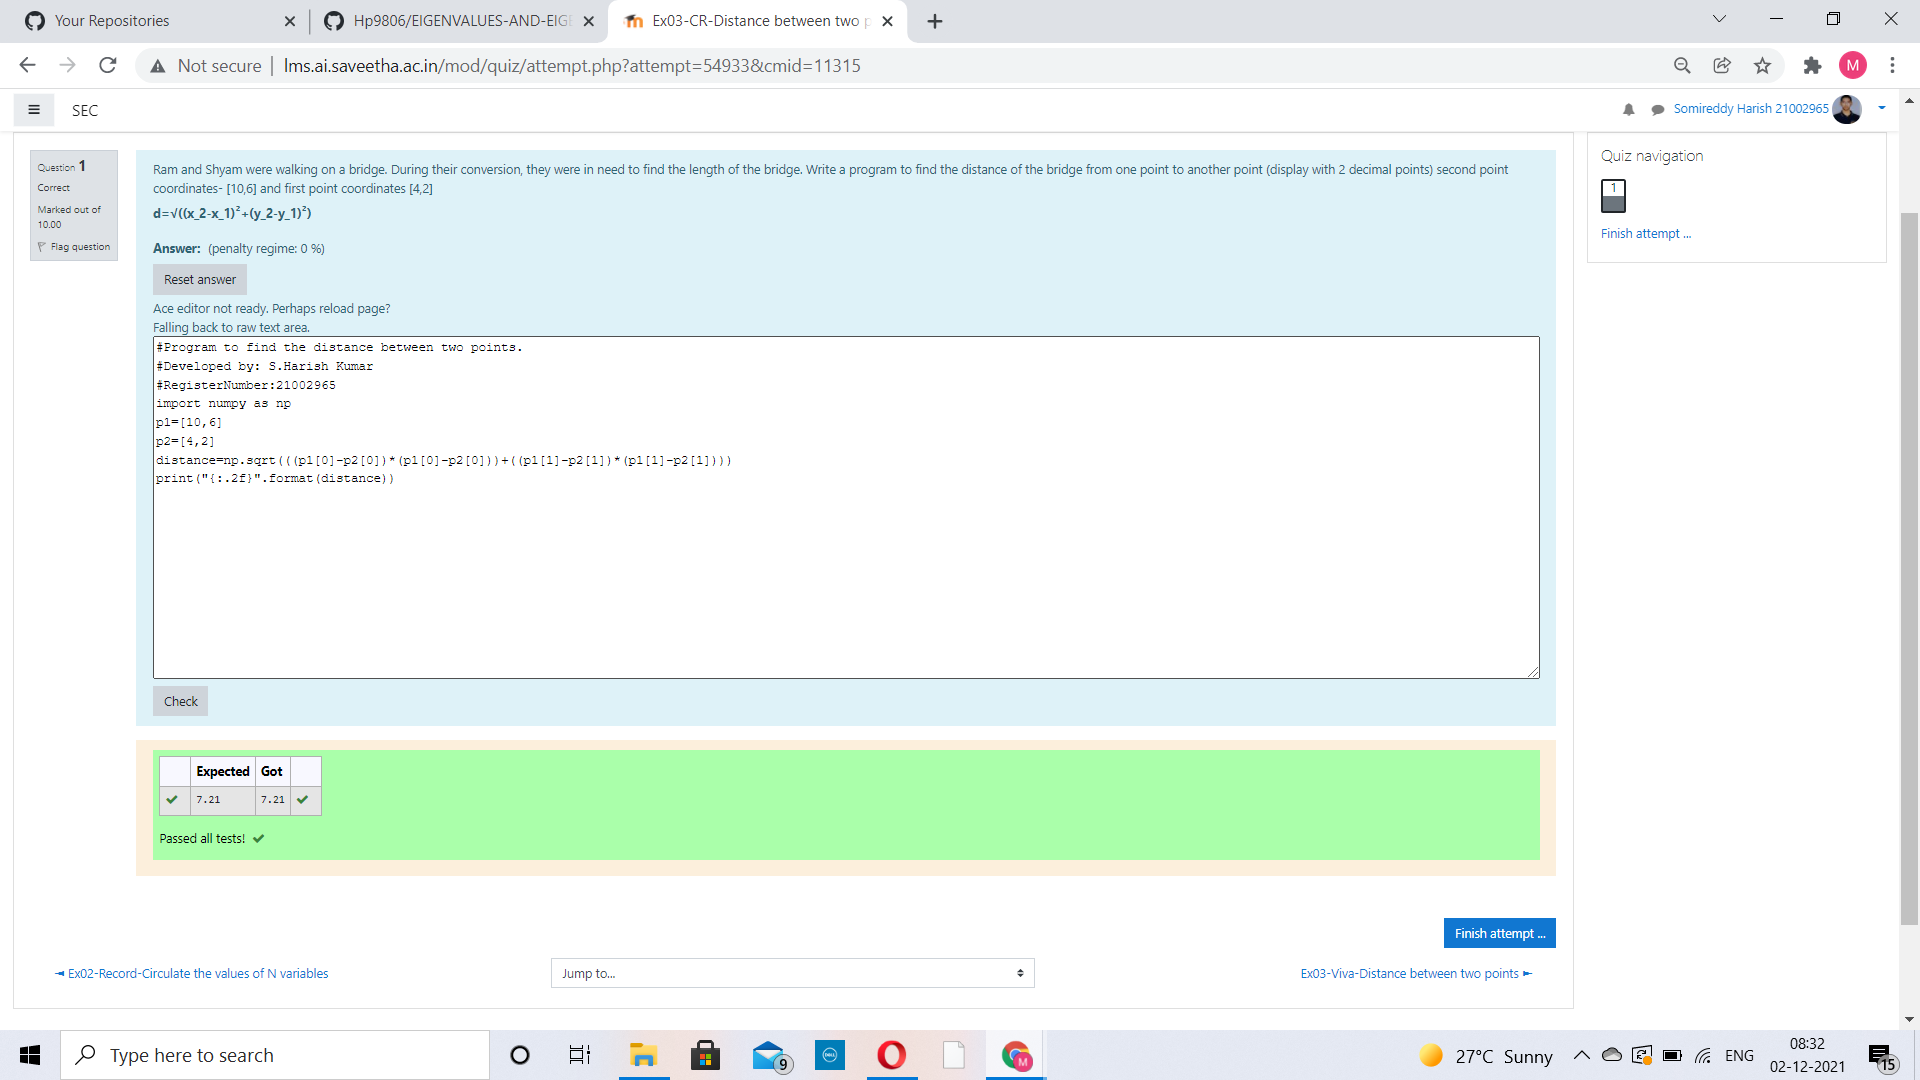 Your Repositories
Hp9806/EIGENVALUES-AND-EIGE
Ex03-CR-Distance between two p
Not secure
lms.ai.saveetha.ac.in/mod/quiz/attempt.php?attempt=54933&cmid=11315
M
SEC
Somireddy Harish 21002965
Question 1
Correct
Marked out of
10.00
Flag question
Ram and Shyam were walking on a bridge. During their conversion, they were in need to find the length of the bridge. Write a program to find the distance of the bridge from one point to another point (display with 2 decimal points) second point
coordinates- [10,6] and first point coordinates [4,2]
d=√((x_2-x_1)²+(y_2-y_1)²)
Answer: (penalty regime: 0 %)
Reset answer
Ace editor not ready. Perhaps reload page?
Falling back to raw text area.
#Program to find the distance between two points.
#Developed by: S.Harish Kumar
#RegisterNumber:21002965
import numpy as np
p1=[10,6]
p2=[4,2]
distance=np.sqrt(((p1[0]-p2[0])*(p1[0]-p2[0]))+((p1[1]-p2[1])*(p1[1]-p2[1])))
print("{:.2f}".format(distance))
Check
Expected Got
7.21 7.21
Passed all tests!
Quiz navigation
1
Finish attempt ...
Finish attempt ...
◄ Ex02-Record-Circulate the values of N variables
Jump to...
Ex03-Viva-Distance between two points ►
Type here to search
9
DELL
M
27°C Sunny
ENG
08:32
02-12-2021
15